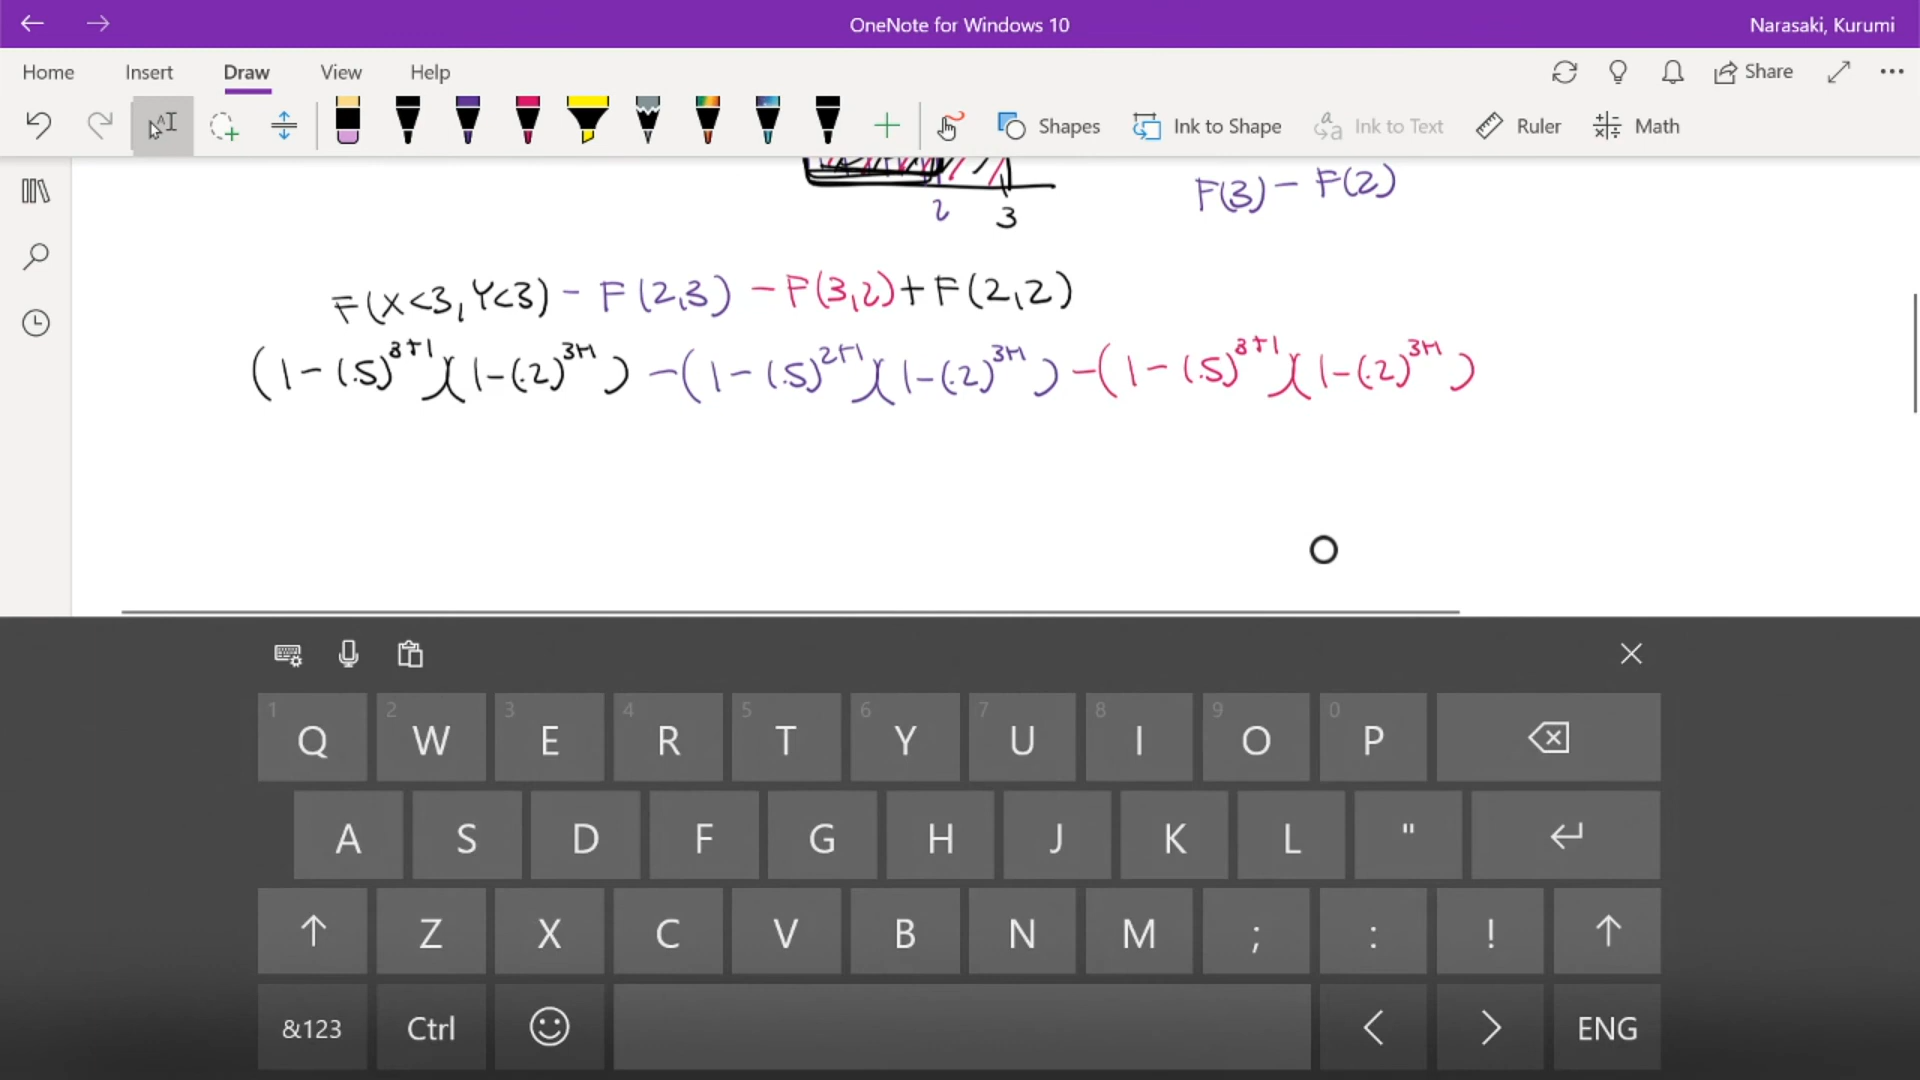 OneNote for Windows 10
Narasaki, Kurumi
Home Insert Draw View Help
Share
Shapes Ink to Shape Ink to Text Ruler Math
2 3
F(3) - F(2)
F(X<3, Y<3) - F(2,3) - F(3,2) + F(2,2)
(1-(.5)^3+1)(1-(.2)^3+1) - (1-(.5)^2+1)(1-(.2)^3+1) - (1-(.5)^3+1)(1-(.2)^3+1)
1 Q 2 W 3 E 4 R 5 T 6 Y 7 U 8 I 9 O 0 P
A S D F G H J K L "
Z X C V B N M ; : !
&123 Ctrl < > ENG